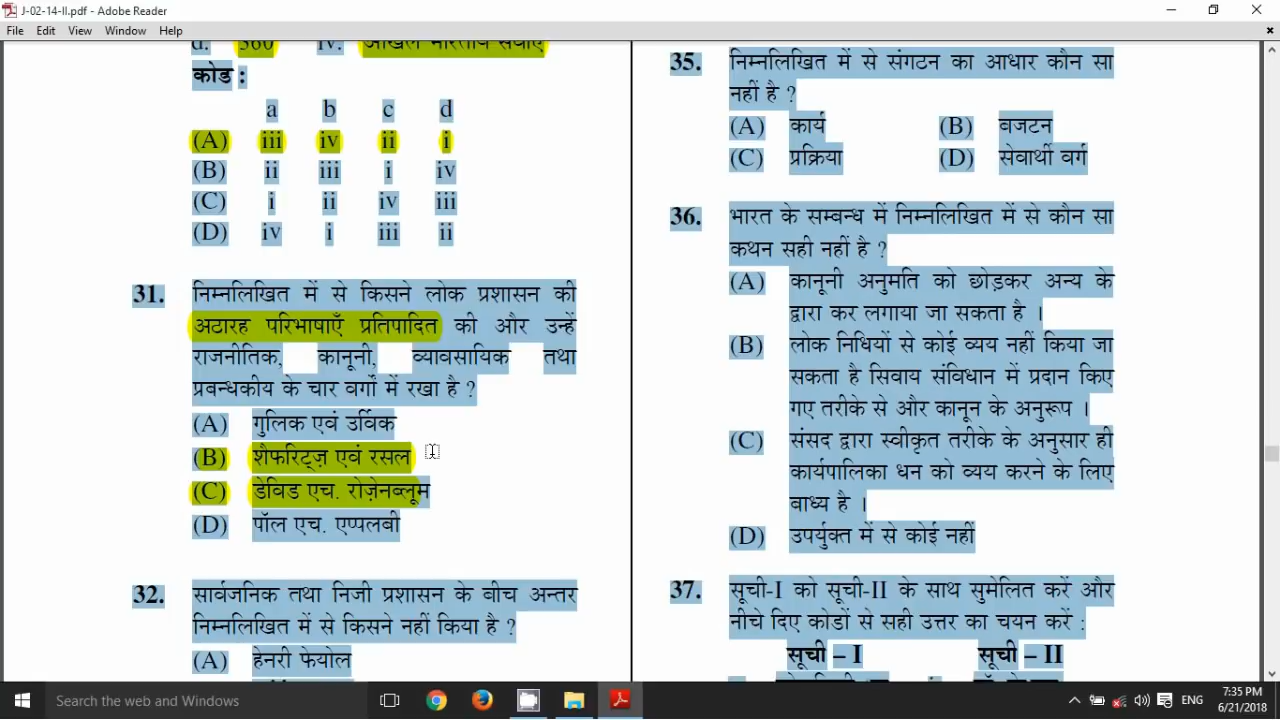 J-02-14-II.pdf - Adobe Reader
File Edit View Window Help
d. 360 iv. अखिल भारतीय सेवाएँ
कोड :
a b c d
(A) iii iv ii i
(B) ii iii i iv
(C) i ii iv iii
(D) iv i iii ii
31. निम्नलिखित में से किसने लोक प्रशासन की
अठारह परिभाषाएँ प्रतिपादित की और उन्हें
राजनीतिक, कानूनी, व्यावसायिक तथा
प्रबन्धकीय के चार वर्गों में रखा है ?
(A) गुलिक एवं उर्विक
(B) शैफरिट्ज़ एवं रसल
(C) डेविड एच. रोज़ेनब्लूम
(D) पॉल एच. एप्पलबी
32. सार्वजनिक तथा निजी प्रशासन के बीच अन्तर
निम्नलिखित में से किसने नहीं किया है ?
(A) हेनरी फेयोल
35. निम्नलिखित में से संगटन का आधार कौन सा
नहीं है ?
(A) कार्य (B) वजटन
(C) प्रक्रिया (D) सेवार्थी वर्ग
36. भारत के सम्बन्ध में निम्नलिखित में से कौन सा
कथन सही नहीं है ?
(A) कानूनी अनुमति को छोड़कर अन्य के
द्वारा कर लगाया जा सकता है ।
(B) लोक निधियों से कोई व्यय नहीं किया जा
सकता है सिवाय संविधान में प्रदान किए
गए तरीके से और कानून के अनुरूप ।
(C) संसद द्वारा स्वीकृत तरीके के अनुसार ही
कार्यपालिका धन को व्यय करने के लिए
बाध्य है ।
(D) उपर्युक्त में से कोई नहीं
37. सूची-I को सूची-II के साथ सुमेलित करें और
नीचे दिए कोडों से सही उत्तर का चयन करें :
सूची – I सूची – II
Search the web and Windows
ENG
7:35 PM
6/21/2018